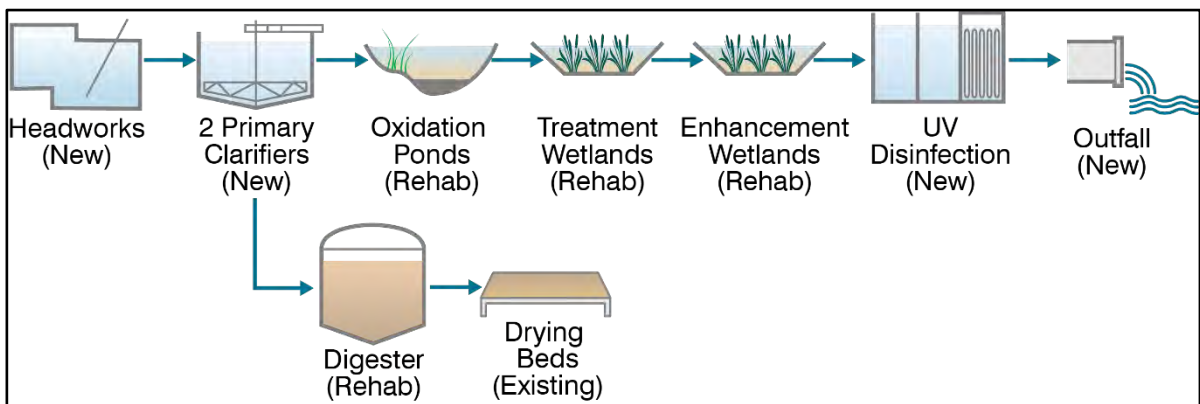 Headworks
(New)
2 Primary
Clarifiers
(New)
Oxidation
Ponds
(Rehab)
Treatment
Wetlands
(Rehab)
Enhancement
Wetlands
(Rehab)
UV
Disinfection
(New)
Outfall
(New)
Digester
(Rehab)
Drying
Beds
(Existing)